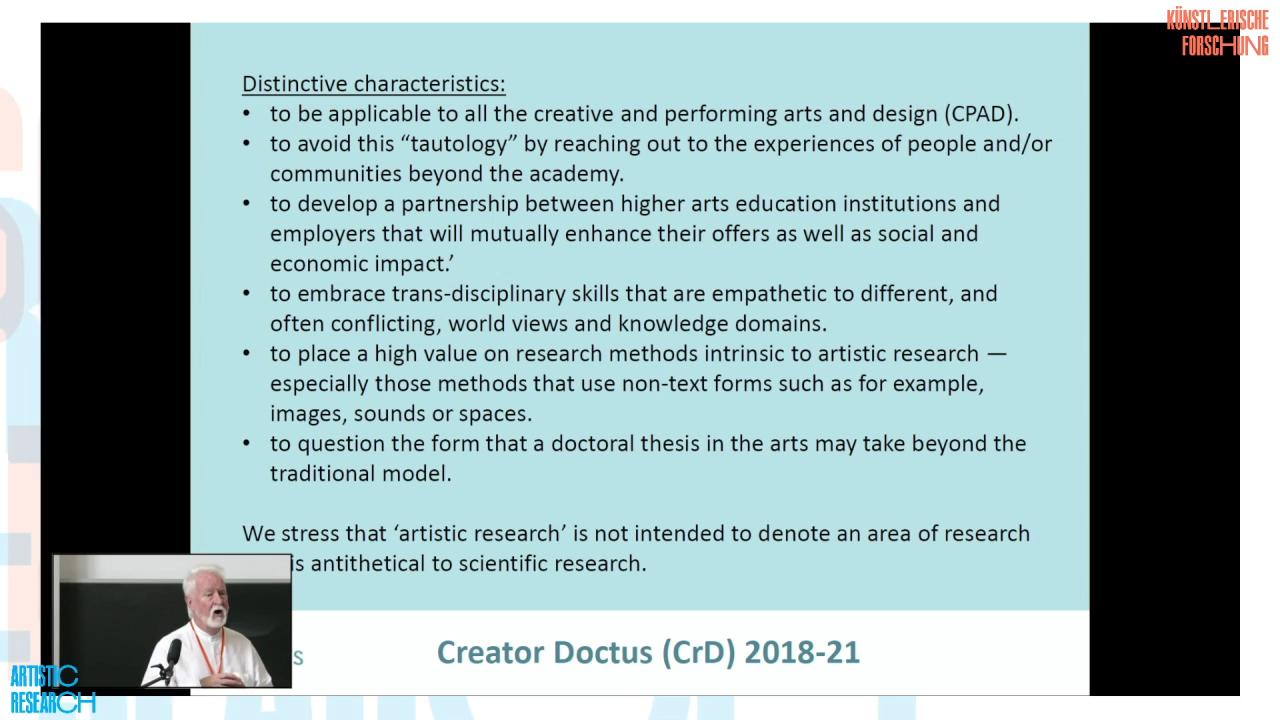 KÜNSTLERISCHE
FORSCHUNG
Distinctive characteristics:
• to be applicable to all the creative and performing arts and design (CPAD).
• to avoid this “tautology” by reaching out to the experiences of people and/or
communities beyond the academy.
• to develop a partnership between higher arts education institutions and
employers that will mutually enhance their offers as well as social and
economic impact.’
• to embrace trans-disciplinary skills that are empathetic to different, and
often conflicting, world views and knowledge domains.
• to place a high value on research methods intrinsic to artistic research —
especially those methods that use non-text forms such as for example,
images, sounds or spaces.
• to question the form that a doctoral thesis in the arts may take beyond the
traditional model.
We stress that ‘artistic research’ is not intended to denote an area of research
is antithetical to scientific research.
Creator Doctus (CrD) 2018-21
ARTISTIC
RESEARCH